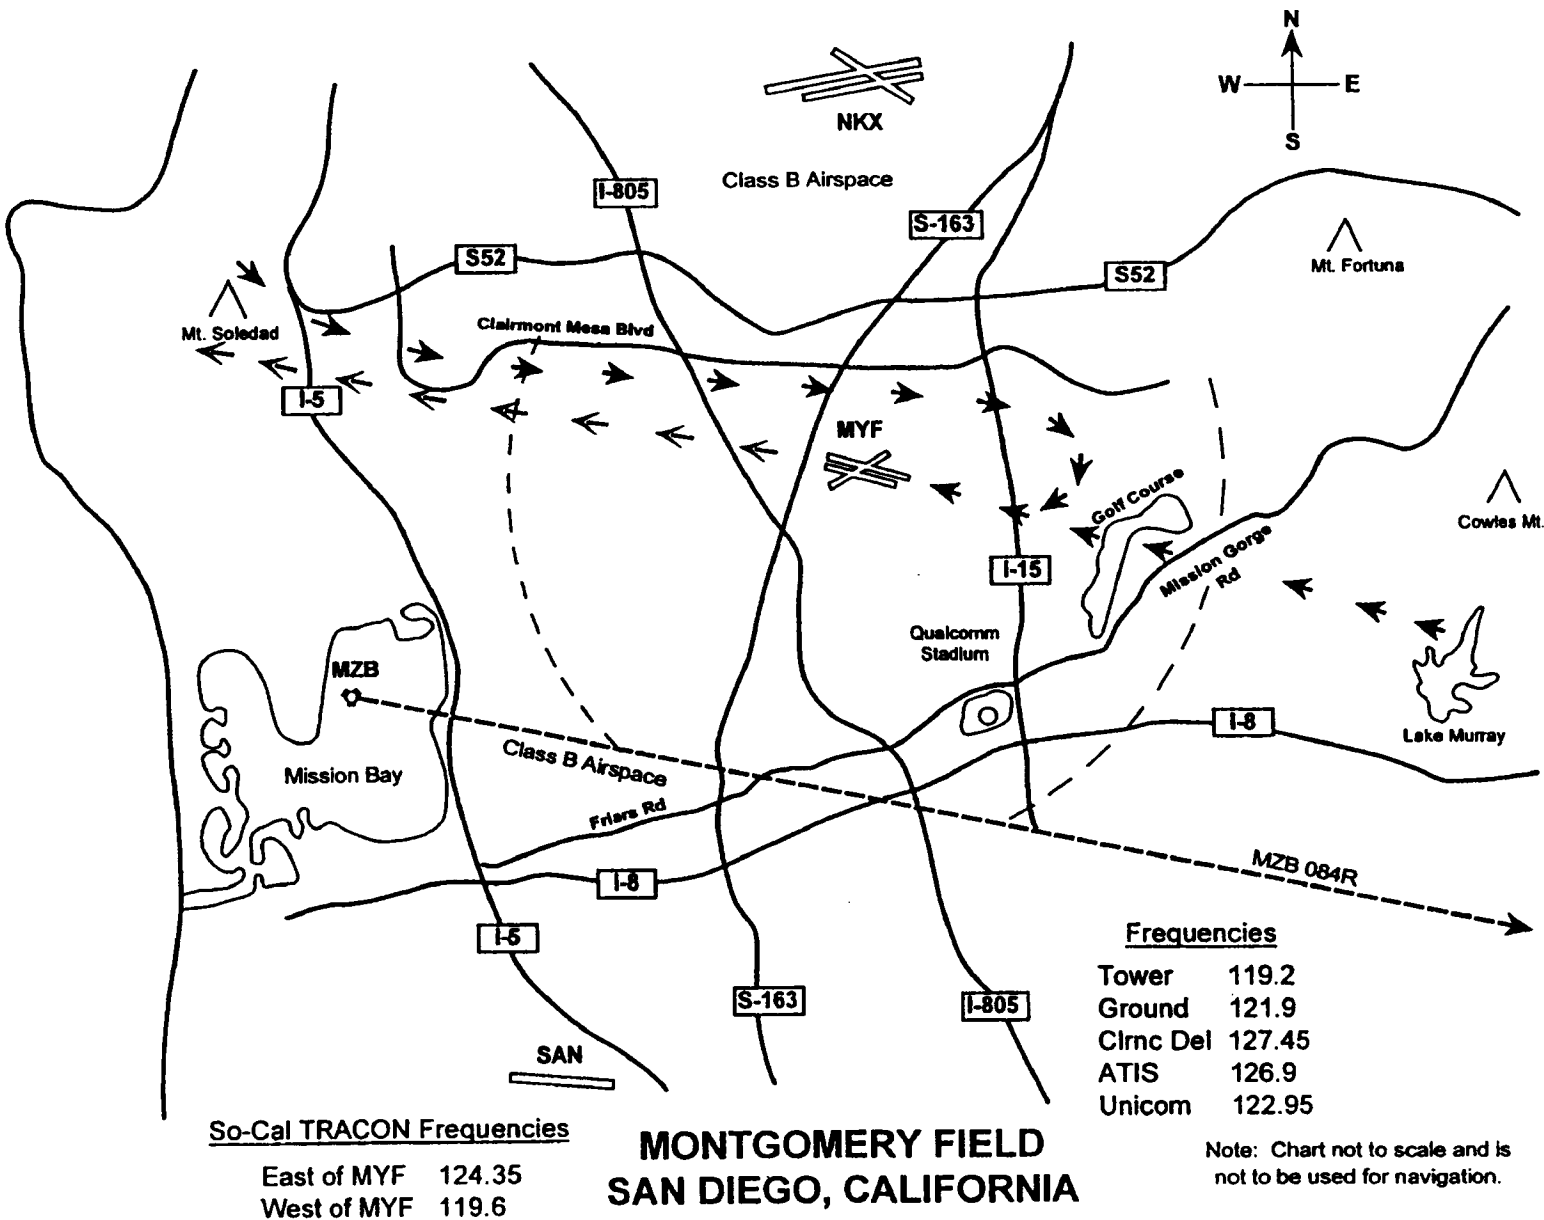 N
W E
S
NKX
Class B Airspace
I-805
S-163
S52
S52
Mt. Fortuna
Mt. Soledad
Clairmont Mesa Blvd
I-5
MYF
Golf Course
Cowles Mt.
Mission Gorge
Rd
I-15
Qualcomm
Stadium
MZB
I-8
Lake Murray
Class B Airspace
Mission Bay
Friars Rd
MZB 084R
I-8
I-5
S-163
I-805
SAN
Frequencies
Tower 119.2
Ground 121.9
Clrnc Del 127.45
ATIS 126.9
Unicom 122.95
So-Cal TRACON Frequencies
East of MYF 124.35
West of MYF 119.6
MONTGOMERY FIELD
SAN DIEGO, CALIFORNIA
Note: Chart not to scale and is
not to be used for navigation.